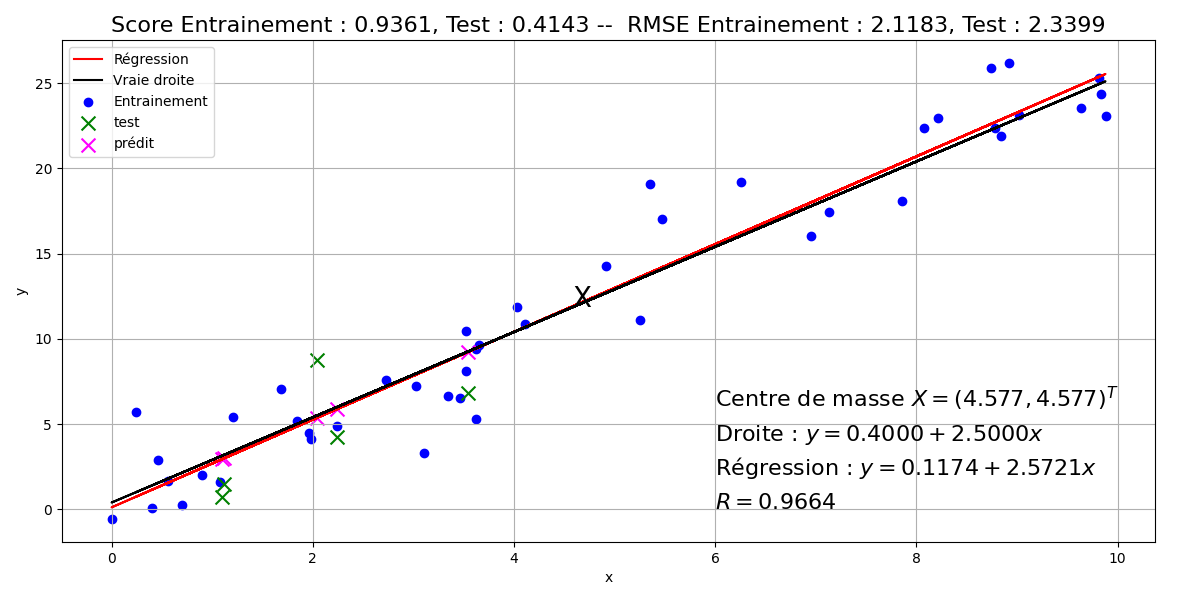 Score Entrainement : 0.9361, Test : 0.4143 --  RMSE Entrainement : 2.1183, Test : 2.3399
Régression
Vraie droite
Entrainement
test
prédit
25
20
15
10
5
0
y
X
Centre de masse X = (4.577, 4.577)^T
Droite : y = 0.4000 + 2.5000x
Régression : y = 0.1174 + 2.5721x
R = 0.9664
0 2 4 6 8 10
x